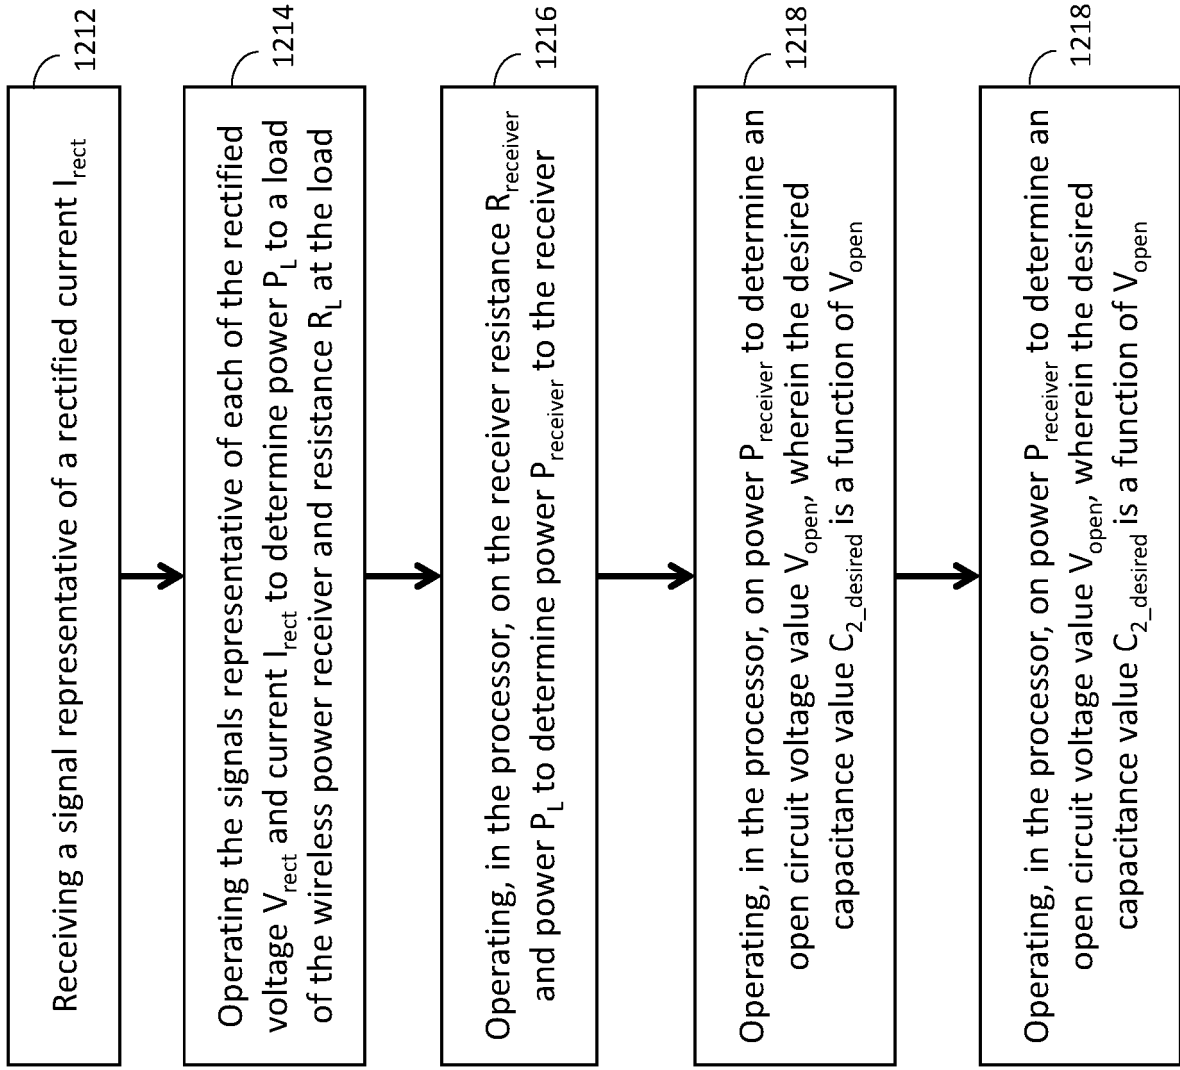 Receiving a signal representative of a rectified current I_rect
1212
Operating the signals representative of each of the rectified
voltage V_rect and current I_rect to determine power P_L to a load
of the wireless power receiver and resistance R_L at the load
1214
Operating, in the processor, on the receiver resistance R_receiver
and power P_L to determine power P_receiver to the receiver
1216
Operating, in the processor, on power P_receiver to determine an
open circuit voltage value V_open, wherein the desired
capacitance value C_2_desired is a function of V_open
1218
Operating, in the processor, on power P_receiver to determine an
open circuit voltage value V_open, wherein the desired
capacitance value C_2_desired is a function of V_open
1218